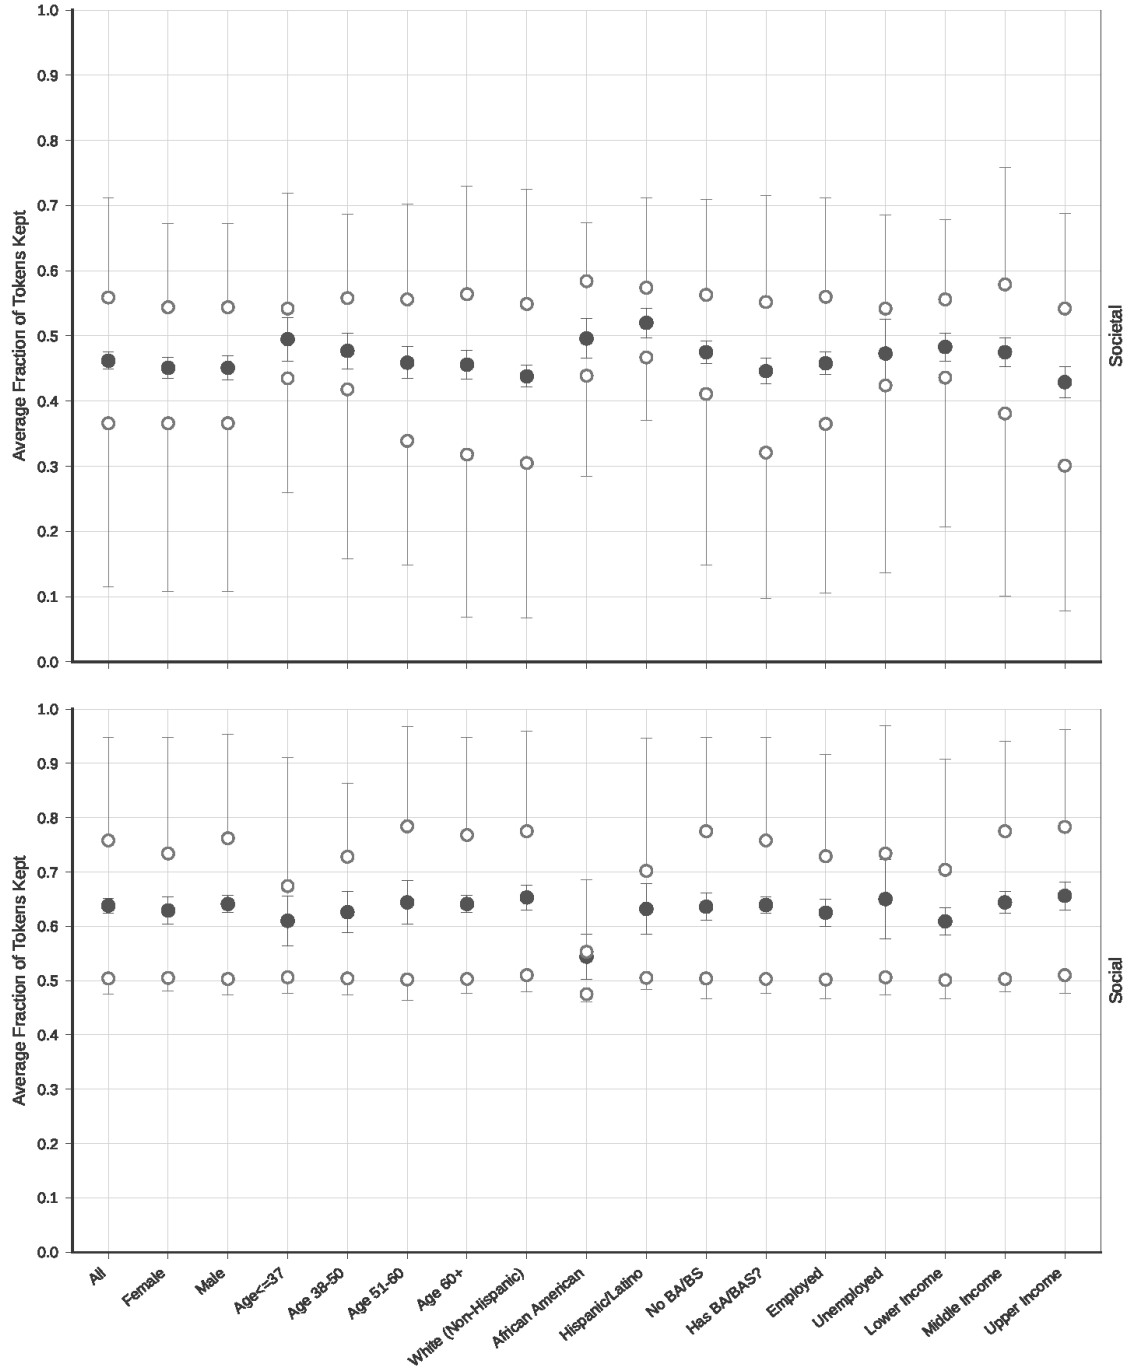 1.0
0.9
0.8
0.7
0.6
0.5
0.4
0.3
0.2
0.1
0.0
Average Fraction of Tokens Kept
Societal
1.0
0.9
0.8
0.7
0.6
0.5
0.4
0.3
0.2
0.1
0.0
Average Fraction of Tokens Kept
Social
All
Female
Male
Age<=37
Age 38-50
Age 51-60
Age 60+
White (Non-Hispanic)
African American
Hispanic/Latino
No BA/BS
Has BA/BAS?
Employed
Unemployed
Lower Income
Middle Income
Upper Income